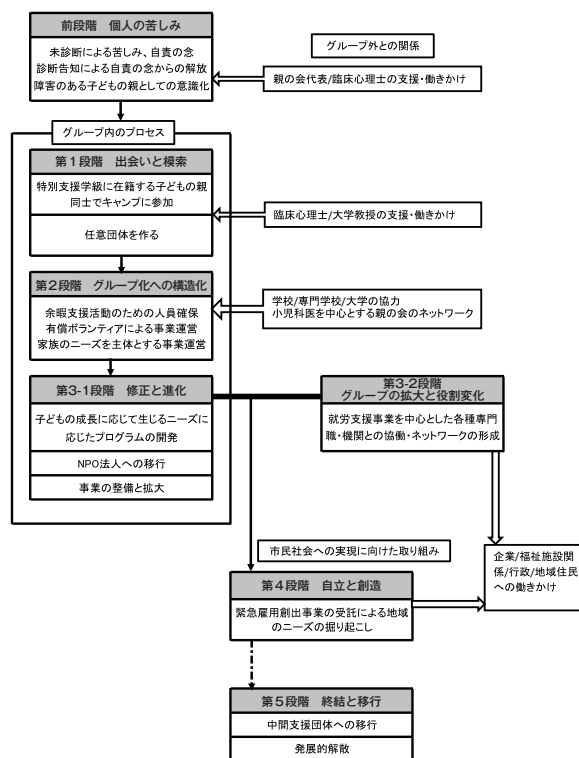 前段階 個人の苦しみ
未診断による苦しみ、自責の念
診断告知による自責の念からの解放
障害のある子どもの親としての意識化
グループ外との関係
親の会代表/臨床心理士の支援・働きかけ
グループ内のプロセス
第1段階 出会いと模索
特別支援学級に在籍する子どもの親
同士でキャンプに参加
任意団体を作る
臨床心理士/大学教授の支援・働きかけ
第2段階 グループ化への構造化
余暇支援活動のための人員確保
有償ボランティアによる事業運営
家族のニーズを主体とする事業運営
学校/専門学校/大学の協力
小児科医を中心とする親の会のネットワーク
第3-1段階 修正と進化
子どもの成長に応じて生じるニーズに
応じたプログラムの開発
NPO法人への移行
事業の整備と拡大
第3-2段階
グループの拡大と役割変化
就労支援事業を中心とした各種専門
職・機関との協働・ネットワークの形成
市民社会への実現に向けた取り組み
企業/福祉施設関
係/行政/地域住民
への働きかけ
第4段階 自立と創造
緊急雇用創出事業の受託による地域
のニーズの掘り起こし
第5段階 終結と移行
中間支援団体への移行
発展的解散